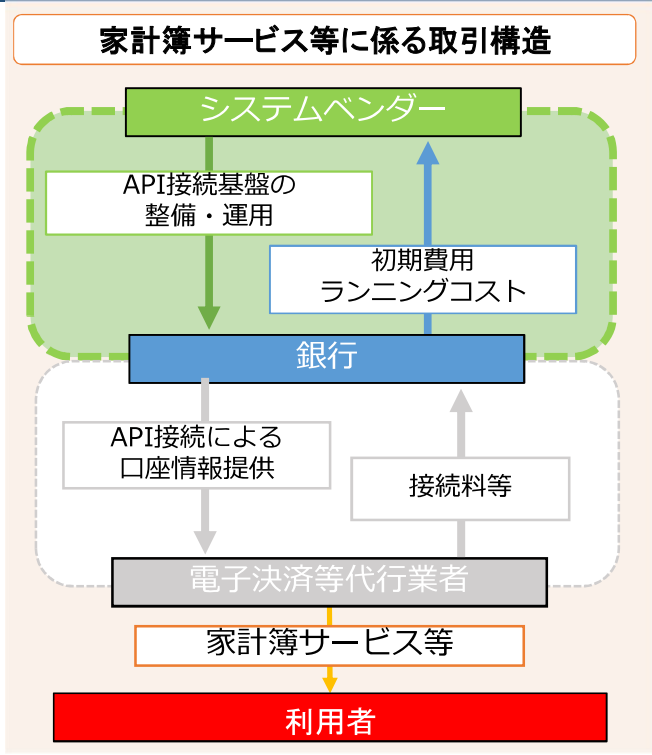 家計簿サービス等に係る取引構造
システムベンダー
API接続基盤の
整備・運用
初期費用
ランニングコスト
銀行
API接続による
口座情報提供
接続料等
電子決済等代行業者
家計簿サービス等
利用者